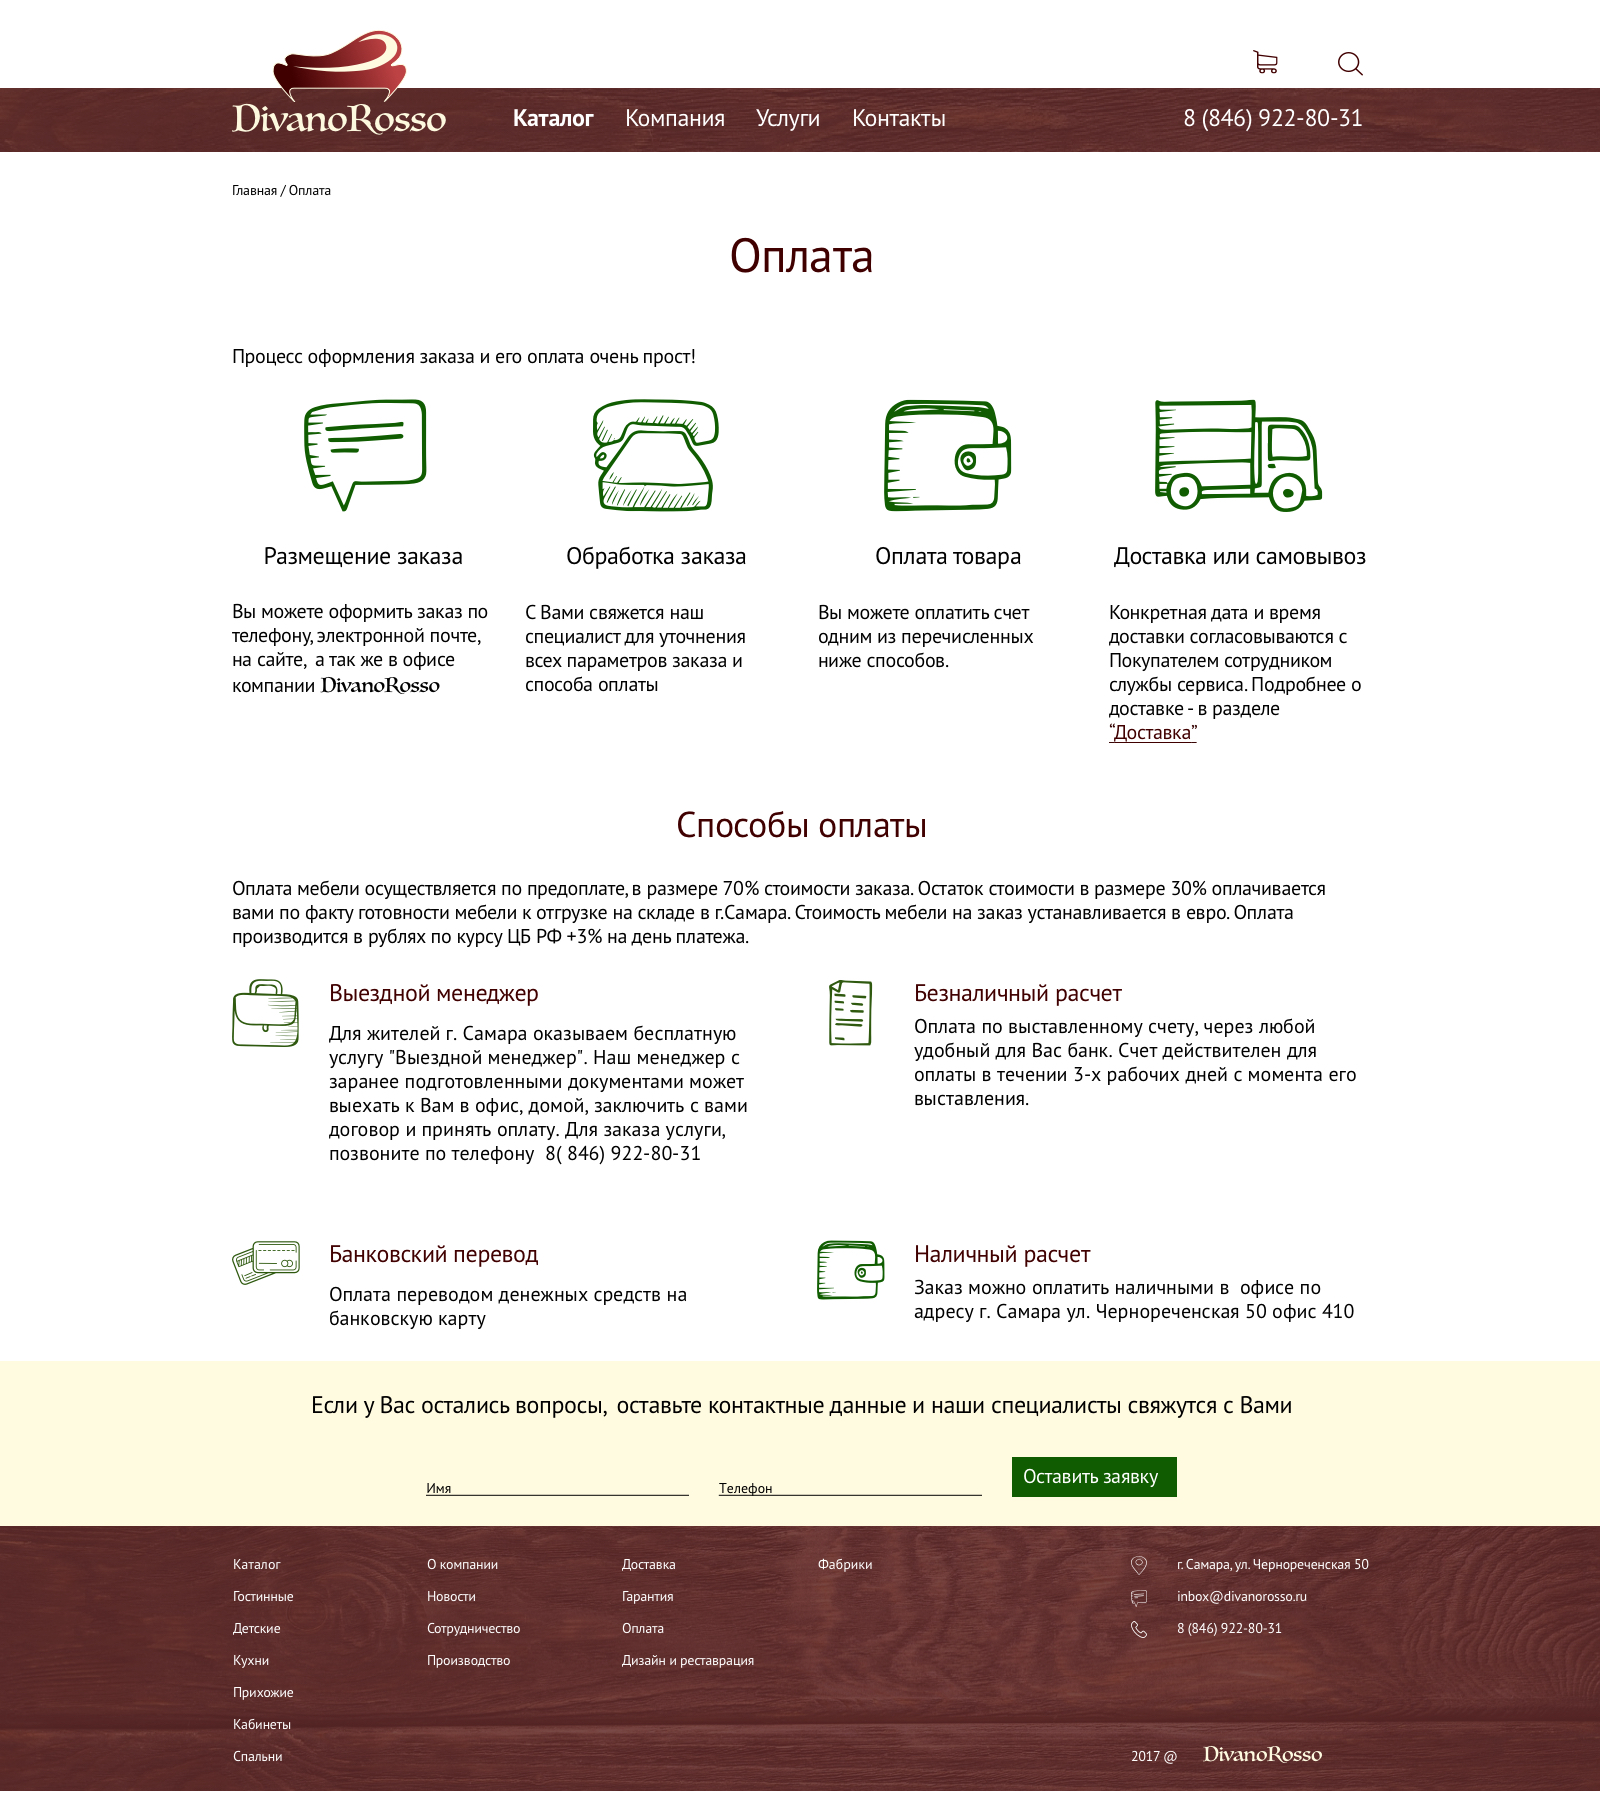 DivanoRosso
Каталог Компания Услуги Контакты 8 (846) 922-80-31
Главная / Оплата
Оплата
Процесс оформления заказа и его оплата очень прост!
Размещение заказа
Вы можете оформить заказ по
телефону, электронной почте,
на сайте, а так же в офисе
компании DivanoRosso
Обработка заказа
С Вами свяжется наш
специалист для уточнения
всех параметров заказа и
способа оплаты
Оплата товара
Вы можете оплатить счет
одним из перечисленных
ниже способов.
Доставка или самовывоз
Конкретная дата и время
доставки согласовываются с
Покупателем сотрудником
службы сервиса. Подробнее о
доставке - в разделе
“Доставка”
Способы оплаты
Оплата мебели осуществляется по предоплате, в размере 70% стоимости заказа. Остаток стоимости в размере 30% оплачивается
вами по факту готовности мебели к отгрузке на складе в г.Самара. Стоимость мебели на заказ устанавливается в евро. Оплата
производится в рублях по курсу ЦБ РФ +3% на день платежа.
Выездной менеджер
Для жителей г. Самара оказываем бесплатную
услугу "Выездной менеджер". Наш менеджер с
заранее подготовленными документами может
выехать к Вам в офис, домой, заключить с вами
договор и принять оплату. Для заказа услуги,
позвоните по телефону 8( 846) 922-80-31
Безналичный расчет
Оплата по выставленному счету, через любой
удобный для Вас банк. Счет действителен для
оплаты в течении 3-х рабочих дней с момента его
выставления.
Банковский перевод
Оплата переводом денежных средств на
банковскую карту
Наличный расчет
Заказ можно оплатить наличными в офисе по
адресу г. Самара ул. Чернореченская 50 офис 410
Если у Вас остались вопросы, оставьте контактные данные и наши специалисты свяжутся с Вами
Имя
Телефон
Оставить заявку
Каталог
Гостинные
Детские
Кухни
Прихожие
Кабинеты
Спальни
О компании
Новости
Сотрудничество
Производство
Доставка
Гарантия
Оплата
Дизайн и реставрация
Фабрики
г. Самара, ул. Чернореченская 50
inbox@divanorosso.ru
8 (846) 922-80-31
2017 @ DivanoRosso